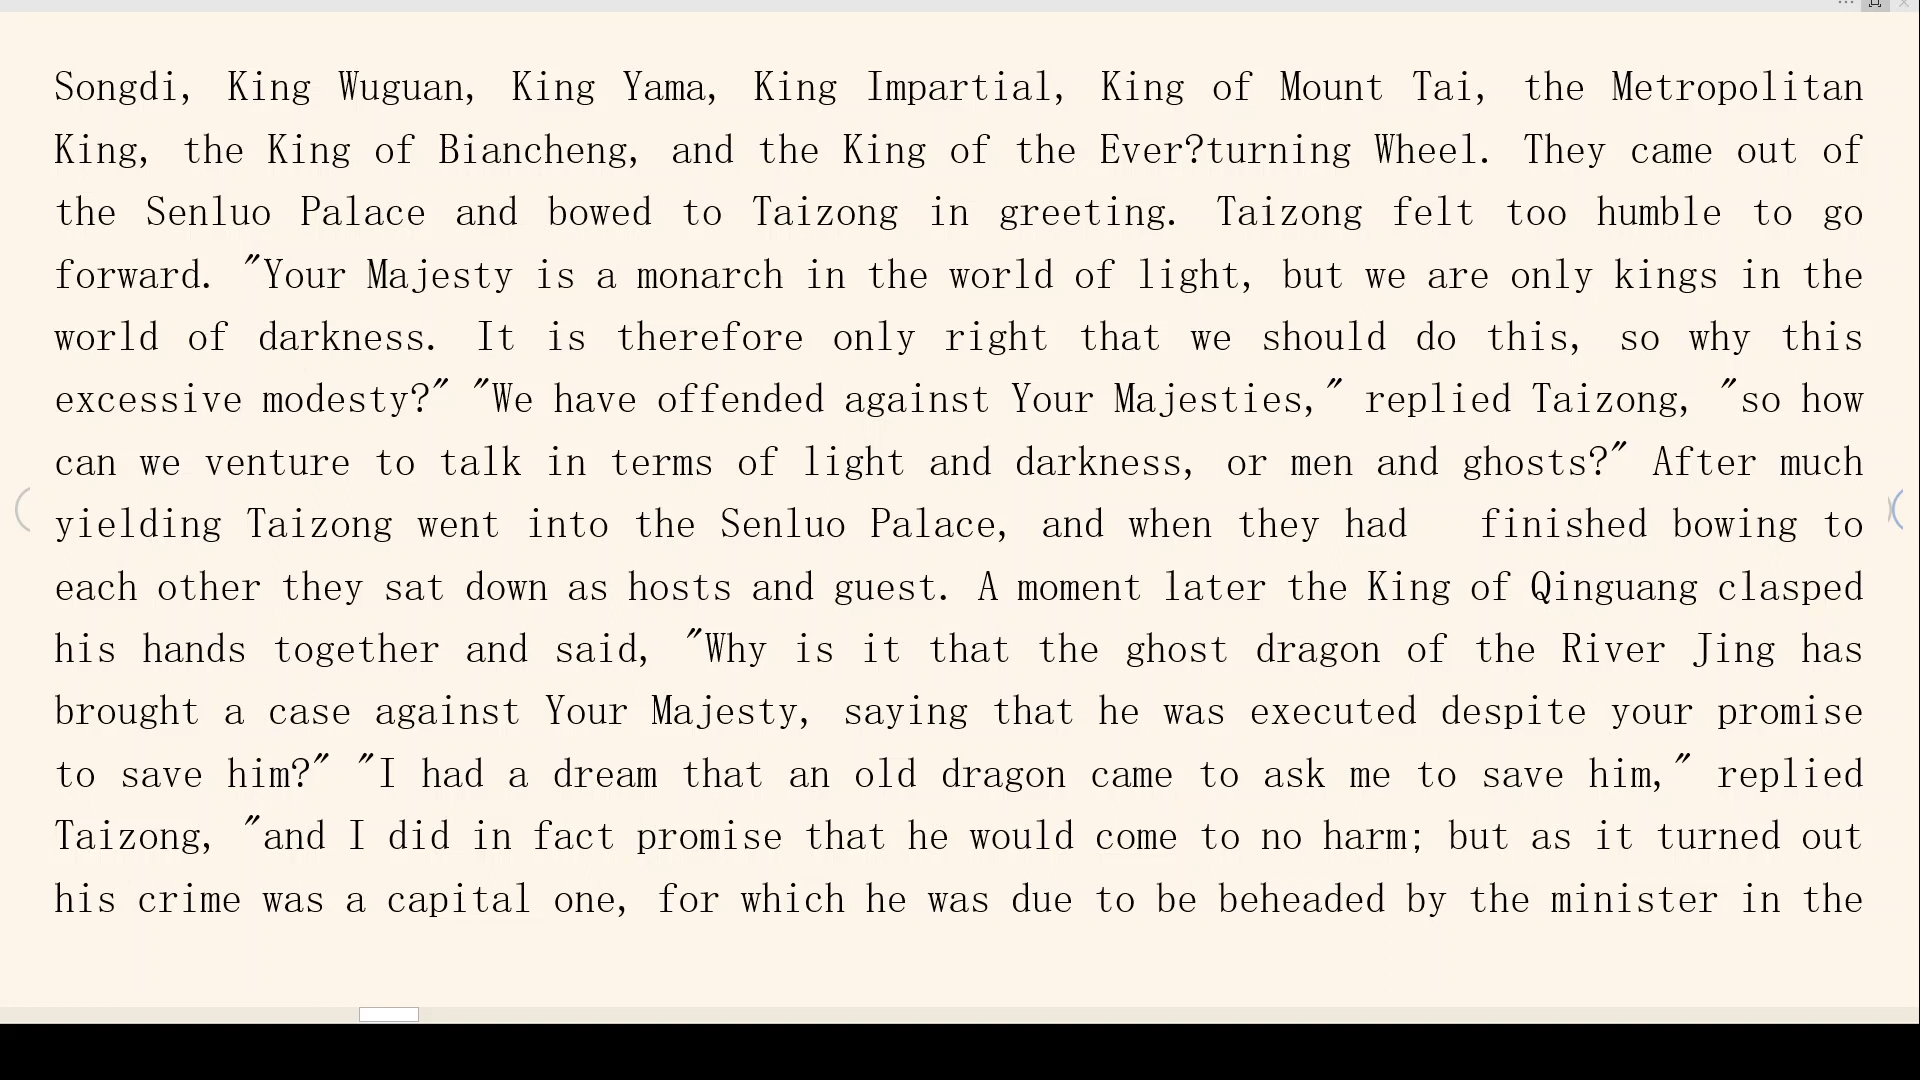 Songdi, King Wuguan, King Yama, King Impartial, King of Mount Tai, the Metropolitan
King, the King of Biancheng, and the King of the Ever?turning Wheel. They came out of
the Senluo Palace and bowed to Taizong in greeting. Taizong felt too humble to go
forward. "Your Majesty is a monarch in the world of light, but we are only kings in the
world of darkness. It is therefore only right that we should do this, so why this
excessive modesty?" "We have offended against Your Majesties," replied Taizong, "so how
can we venture to talk in terms of light and darkness, or men and ghosts?" After much
yielding Taizong went into the Senluo Palace, and when they had finished bowing to
each other they sat down as hosts and guest. A moment later the King of Qinguang clasped
his hands together and said, "Why is it that the ghost dragon of the River Jing has
brought a case against Your Majesty, saying that he was executed despite your promise
to save him?" "I had a dream that an old dragon came to ask me to save him," replied
Taizong, "and I did in fact promise that he would come to no harm; but as it turned out
his crime was a capital one, for which he was due to be beheaded by the minister in the